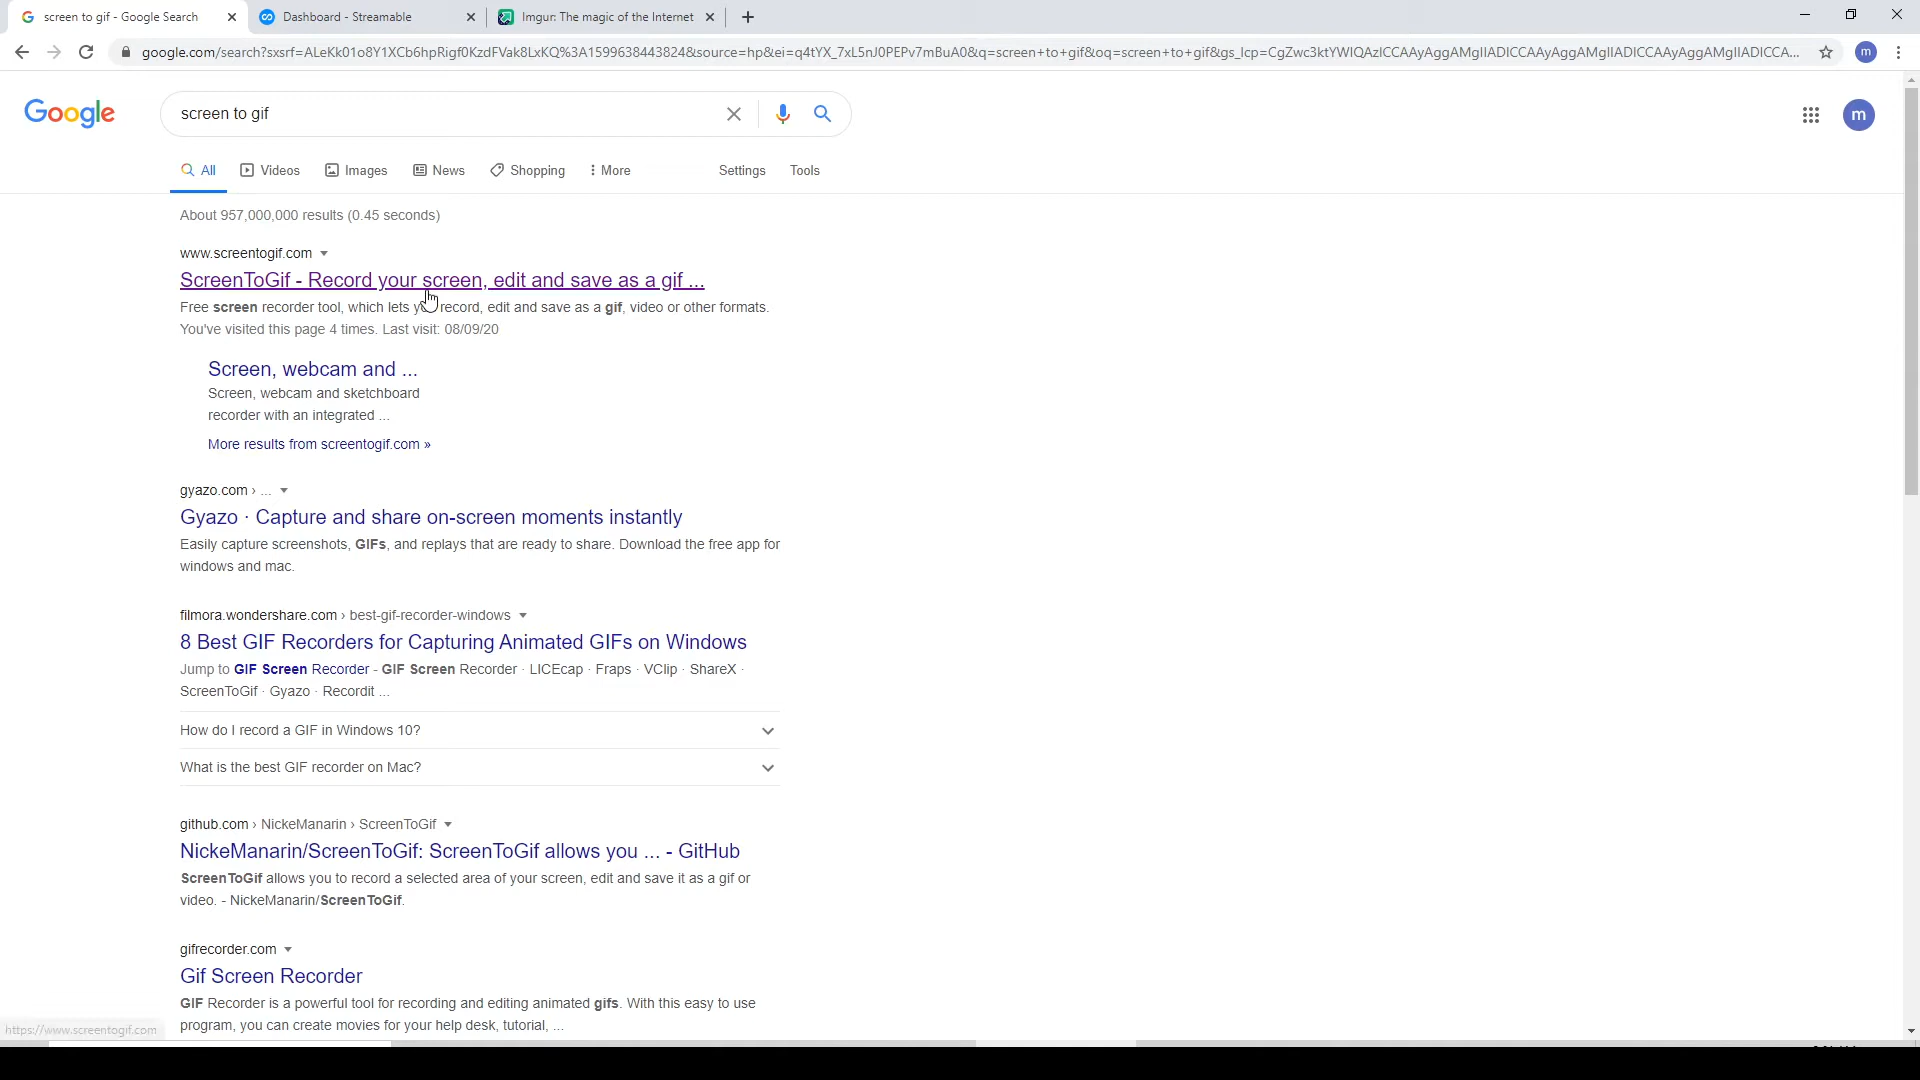 screen to gif - Google Search
Dashboard - Streamable
Imgur: The magic of the Internet
google.com/search?sxsrf=ALeKk01o8Y1XCb6hpRigf0KzdFVak8LxKQ%3A1599638443824&source=hp&ei=q4tYX_7xL5nJ0PEPv7mBuA0&q=screen+to+gif&oq=screen+to+gif&gs_lcp=CgZwc3ktYWIQAzICCAAyAggAMgIIADICCAAyAggAMgIIADICCAAyAggAMgIIADICCA...
m
Google
screen to gif
m
All Videos Images News Shopping More Settings Tools
About 957,000,000 results (0.45 seconds)
www.screentogif.com
ScreenToGif - Record your screen, edit and save as a gif ...
Free screen recorder tool, which lets you record, edit and save as a gif, video or other formats.
You've visited this page 4 times. Last visit: 08/09/20
Screen, webcam and ...
Screen, webcam and sketchboard
recorder with an integrated ...
More results from screentogif.com »
gyazo.com › ...
Gyazo · Capture and share on-screen moments instantly
Easily capture screenshots, GIFs, and replays that are ready to share. Download the free app for
windows and mac.
filmora.wondershare.com › best-gif-recorder-windows
8 Best GIF Recorders for Capturing Animated GIFs on Windows
Jump to GIF Screen Recorder - GIF Screen Recorder · LICEcap · Fraps · VClip · ShareX ·
ScreenToGif · Gyazo · Recordit ...
How do I record a GIF in Windows 10?
What is the best GIF recorder on Mac?
github.com › NickeManarin › ScreenToGif
NickeManarin/ScreenToGif: ScreenToGif allows you ... - GitHub
ScreenToGif allows you to record a selected area of your screen, edit and save it as a gif or
video. - NickeManarin/ScreenToGif.
gifrecorder.com
Gif Screen Recorder
GIF Recorder is a powerful tool for recording and editing animated gifs. With this easy to use
program, you can create movies for your help desk, tutorial, ...
https://www.screentogif.com